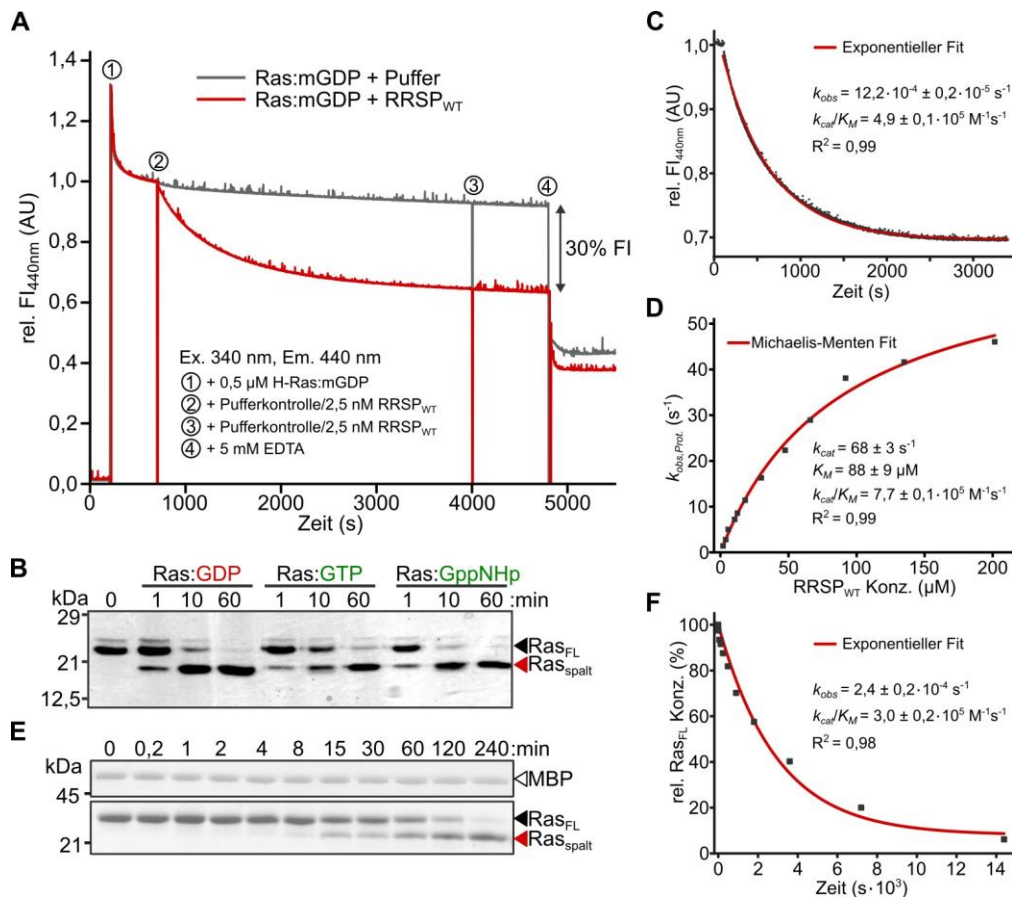 A
1,4
1,2
1,0
0,8
0,6
0,4
0,2
0,0
rel. FI440nm (AU)
0 1000 2000 3000 4000 5000
Zeit (s)
① ② ③ ④
Ras:mGDP + Puffer
Ras:mGDP + RRSPWT
30% FI
Ex. 340 nm, Em. 440 nm
① + 0,5 µM H-Ras:mGDP
② + Pufferkontrolle/2,5 nM RRSPWT
③ + Pufferkontrolle/2,5 nM RRSPWT
④ + 5 mM EDTA
B
Ras:GDP Ras:GTP Ras:GppNHp
kDa 0 1 10 60 1 10 60 1 10 60 :min
29
21
12,5
RasFL
Rasspalt
E
0 0,2 1 2 4 8 15 30 60 120 240 :min
kDa
45
21
MBP
RasFL
Rasspalt
C
1,0
0,9
0,8
0,7
rel. FI440nm (AU)
0 1000 2000 3000
Zeit (s)
Exponentieller Fit
kobs = 12,2·10-4 ± 0,2·10-5 s-1
kcat/KM = 4,9 ± 0,1·105 M-1s-1
R2 = 0,99
D
50
40
30
20
10
0
kobs,Prot. (s-1)
0 50 100 150 200
RRSPWT Konz. (µM)
Michaelis-Menten Fit
kcat = 68 ± 3 s-1
KM = 88 ± 9 µM
kcat/KM = 7,7 ± 0,1·105 M-1s-1
R2 = 0,99
F
100
80
60
40
20
0
rel. RasFL Konz. (%)
0 2 4 6 8 10 12 14
Zeit (s·103)
Exponentieller Fit
kobs = 2,4 ± 0,2·10-4 s-1
kcat/KM = 3,0 ± 0,2·105 M-1s-1
R2 = 0,98